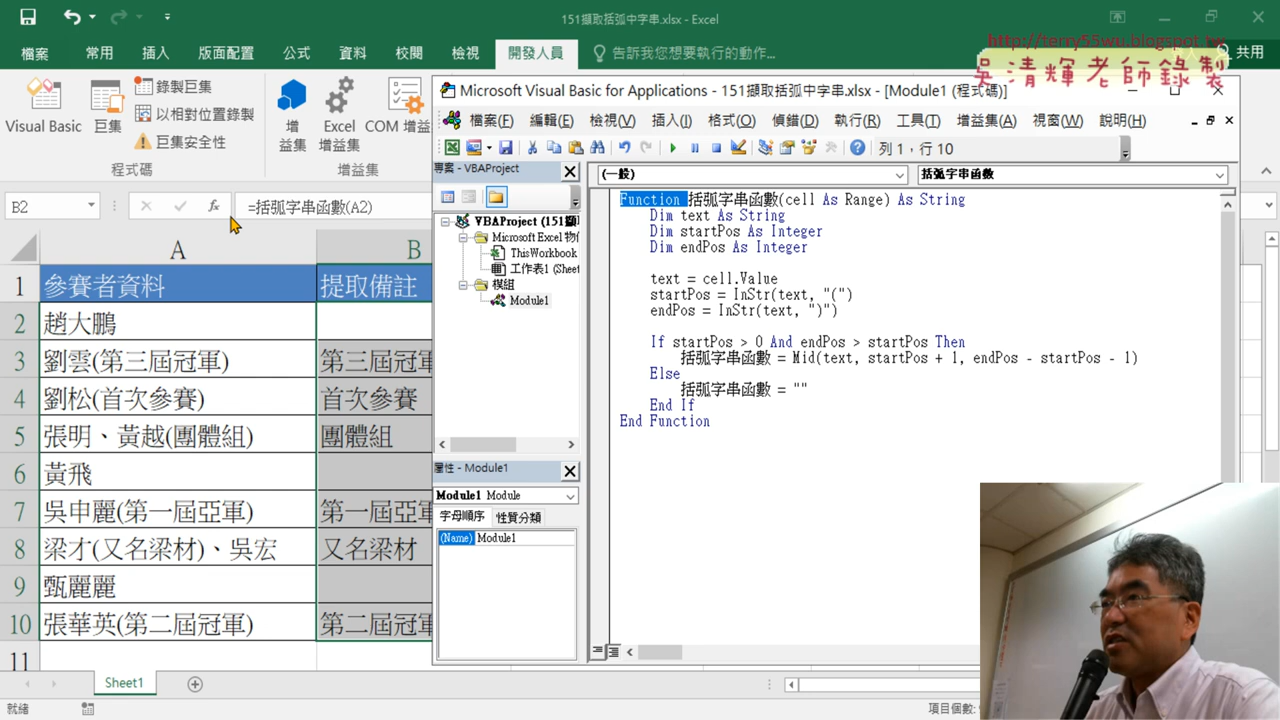 151擷取括弧中字串.xlsx - Excel
http://terry55wu.blogspot.tw
吳清輝老師錄製
檔案 常用 插入 版面配置 公式 資料 校閱 檢視 開發人員 告訴我您想要執行的動作... 共用
Visual Basic 巨集 錄製巨集 以相對位置錄製 巨集安全性
程式碼
增益集 Excel 增益集 COM 增益
增益集
Microsoft Visual Basic for Applications - 151擷取括弧中字串.xlsx - [Module1 (程式碼)]
檔案(F) 編輯(E) 檢視(V) 插入(I) 格式(O) 偵錯(D) 執行(R) 工具(T) 增益集(A) 視窗(W) 說明(H)
列 1，行 10
專案 - VBAProject
VBAProject (151擷
Microsoft Excel 物
ThisWorkbook
工作表1 (Sheet
模組
Module1
屬性 - Module1
Module1 Module
字母順序 性質分類
(Name) Module1
(一般) 括弧字串函數
Function 括弧字串函數(cell As Range) As String
Dim text As String
Dim startPos As Integer
Dim endPos As Integer
text = cell.Value
startPos = InStr(text, "(")
endPos = InStr(text, ")")
If startPos > 0 And endPos > startPos Then
括弧字串函數 = Mid(text, startPos + 1, endPos - startPos - 1)
Else
括弧字串函數 = ""
End If
End Function
B2 fx =括弧字串函數(A2)
A B
1 參賽者資料 提取備註
2 趙大鵬
3 劉雲(第三屆冠軍) 第三屆冠軍
4 劉松(首次參賽) 首次參賽
5 張明、黃越(團體組) 團體組
6 黃飛
7 吳申麗(第一屆亞軍) 第一屆亞軍
8 梁才(又名梁材)、吳宏 又名梁材
9 甄麗麗
10 張華英(第二屆冠軍) 第二屆冠軍
11
Sheet1
就緒 項目個數: